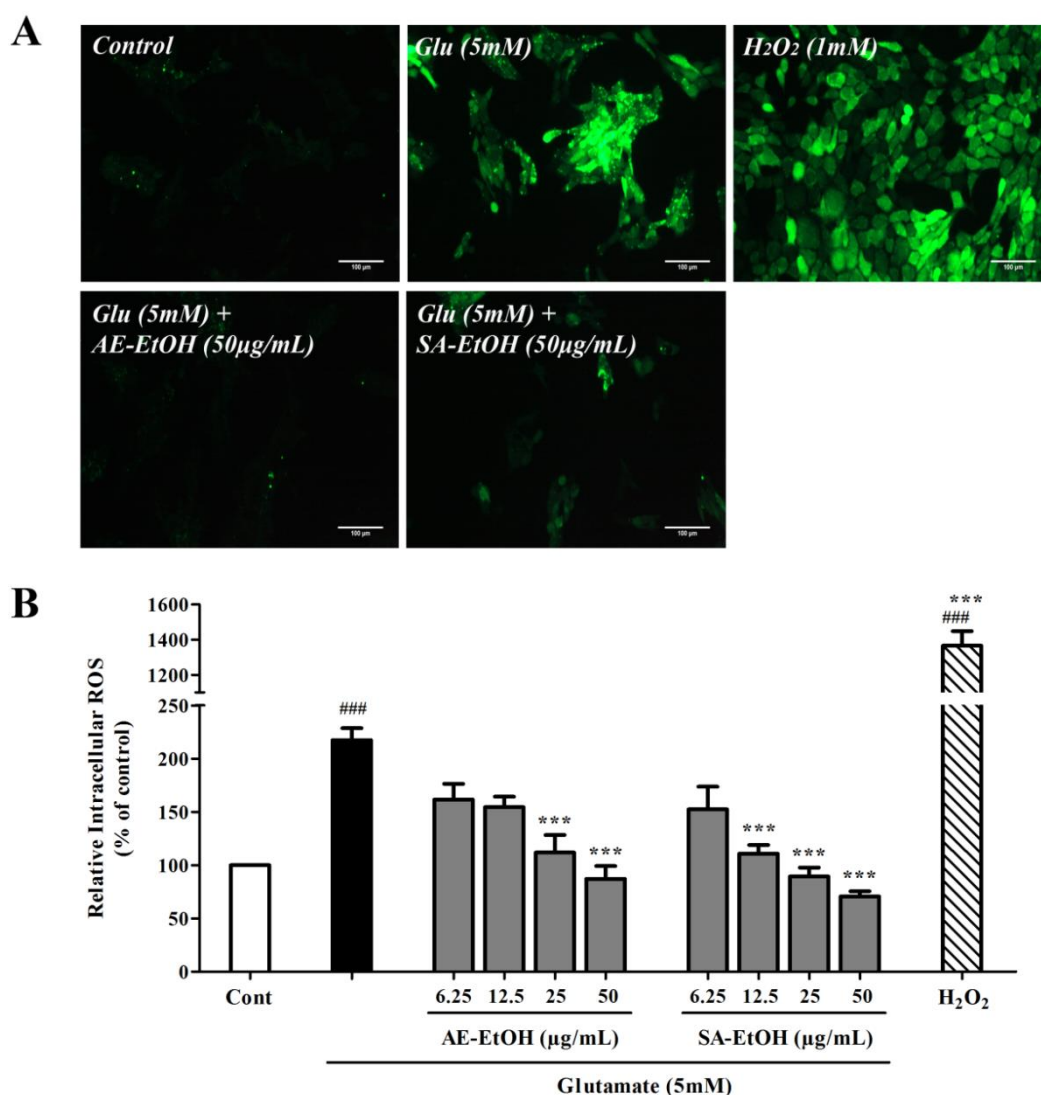 A
Control
Glu (5mM)
H₂O₂ (1mM)
100 µm
100 µm
100 µm
Glu (5mM) +
AE-EtOH (50µg/mL)
Glu (5mM) +
SA-EtOH (50µg/mL)
100 µm
100 µm
B
Relative Intracellular ROS
(% of control)
1600
1400
1200
250
200
150
100
50
0
###
***
***
***
***
***
***
###
Cont
6.25 12.5 25 50
6.25 12.5 25 50
H₂O₂
AE-EtOH (µg/mL)
SA-EtOH (µg/mL)
Glutamate (5mM)